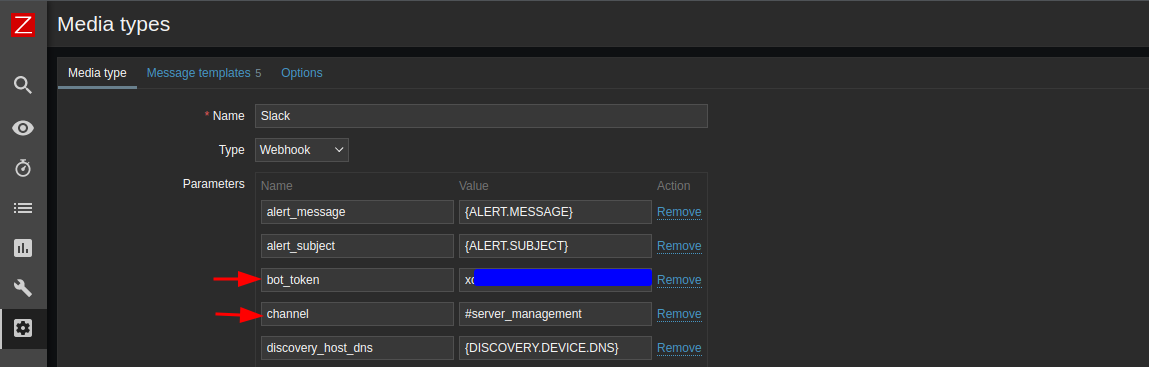 Z
Media types
Media type Message templates 5 Options
* Name Slack
Type Webhook
Parameters Name Value Action
alert_message {ALERT.MESSAGE} Remove
alert_subject {ALERT.SUBJECT} Remove
bot_token Remove
channel #server_management Remove
discovery_host_dns {DISCOVERY.DEVICE.DNS} Remove